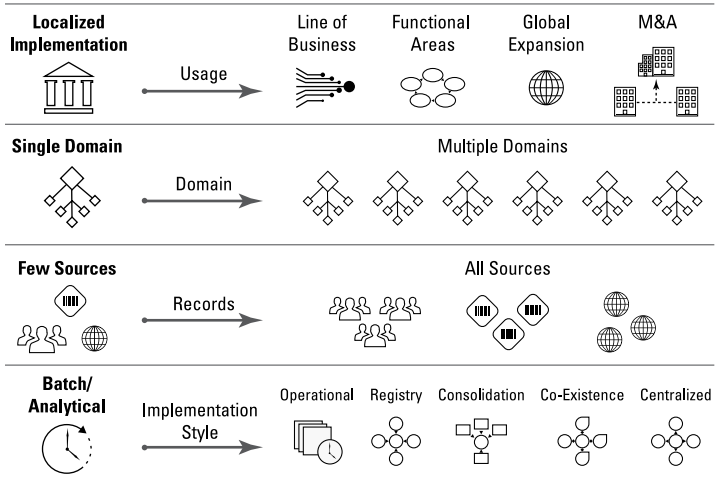 Localized
Implementation
Usage
Line of
Business
Functional
Areas
Global
Expansion
M&A
Single Domain
Domain
Multiple Domains
Few Sources
Records
All Sources
Batch/
Analytical
Implementation
Style
Operational
Registry
Consolidation
Co-Existence
Centralized